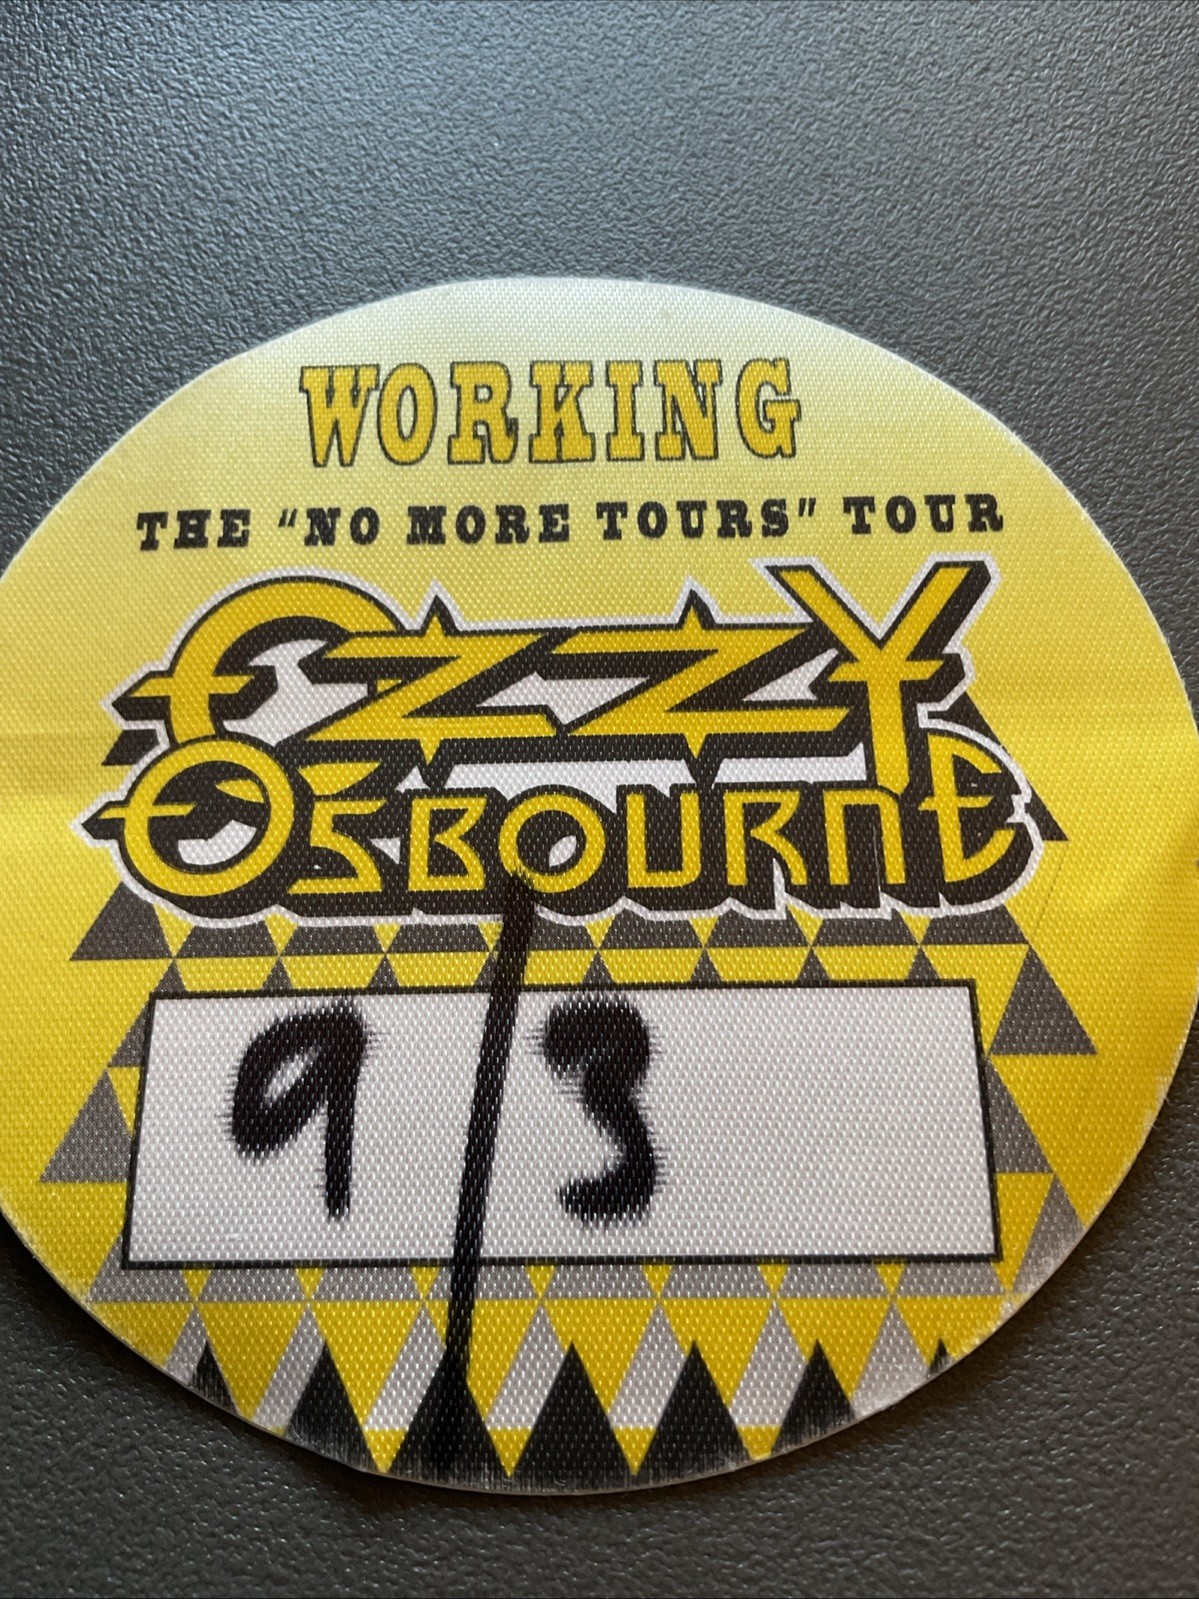 WORKING
THE "NO MORE TOURS" TOUR
OZZY
OSBOURNE
9/3